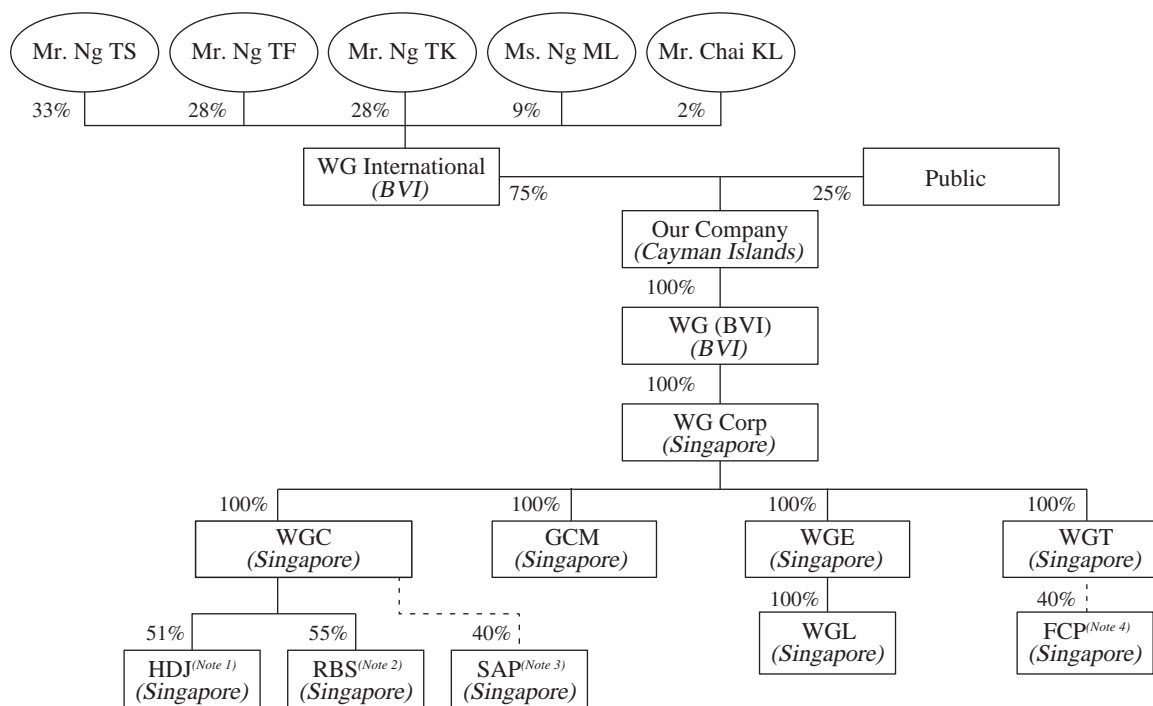 Mr. Ng TS
Mr. Ng TF
Mr. Ng TK
Ms. Ng ML
Mr. Chai KL
33%
28%
28%
9%
2%
WG International
(BVI)
Public
75%
25%
Our Company
(Cayman Islands)
100%
WG (BVI)
(BVI)
100%
WG Corp
(Singapore)
100%
100%
100%
100%
WGC
(Singapore)
GCM
(Singapore)
WGE
(Singapore)
WGT
(Singapore)
51%
55%
40%
100%
40%
HDJ(Note 1)
(Singapore)
RBS(Note 2)
(Singapore)
SAP(Note 3)
(Singapore)
WGL
(Singapore)
FCP(Note 4)
(Singapore)